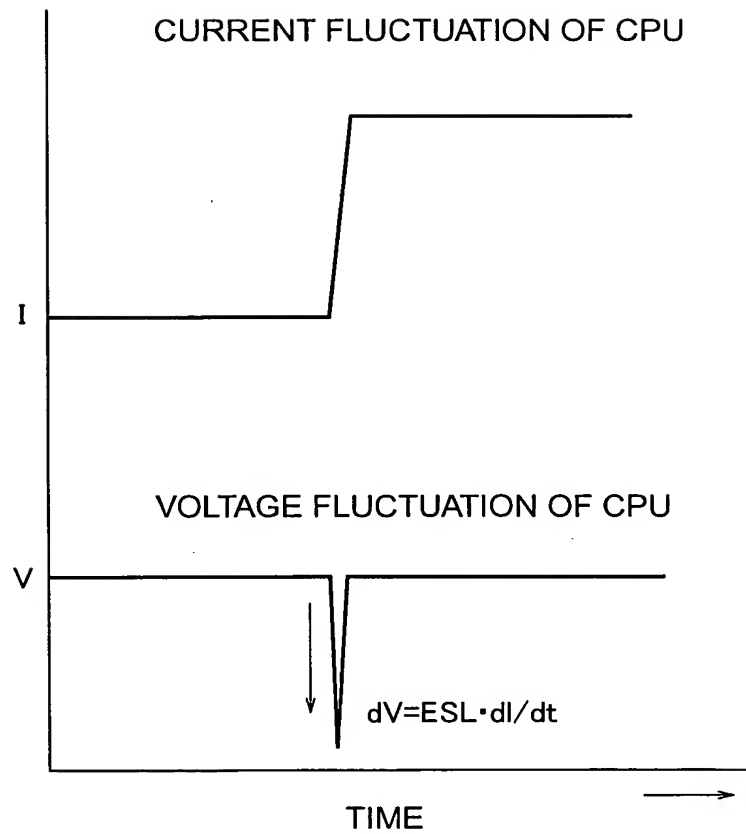 CURRENT FLUCTUATION OF CPU
I
VOLTAGE FLUCTUATION OF CPU
V
dV=ESL•dI/dt
TIME